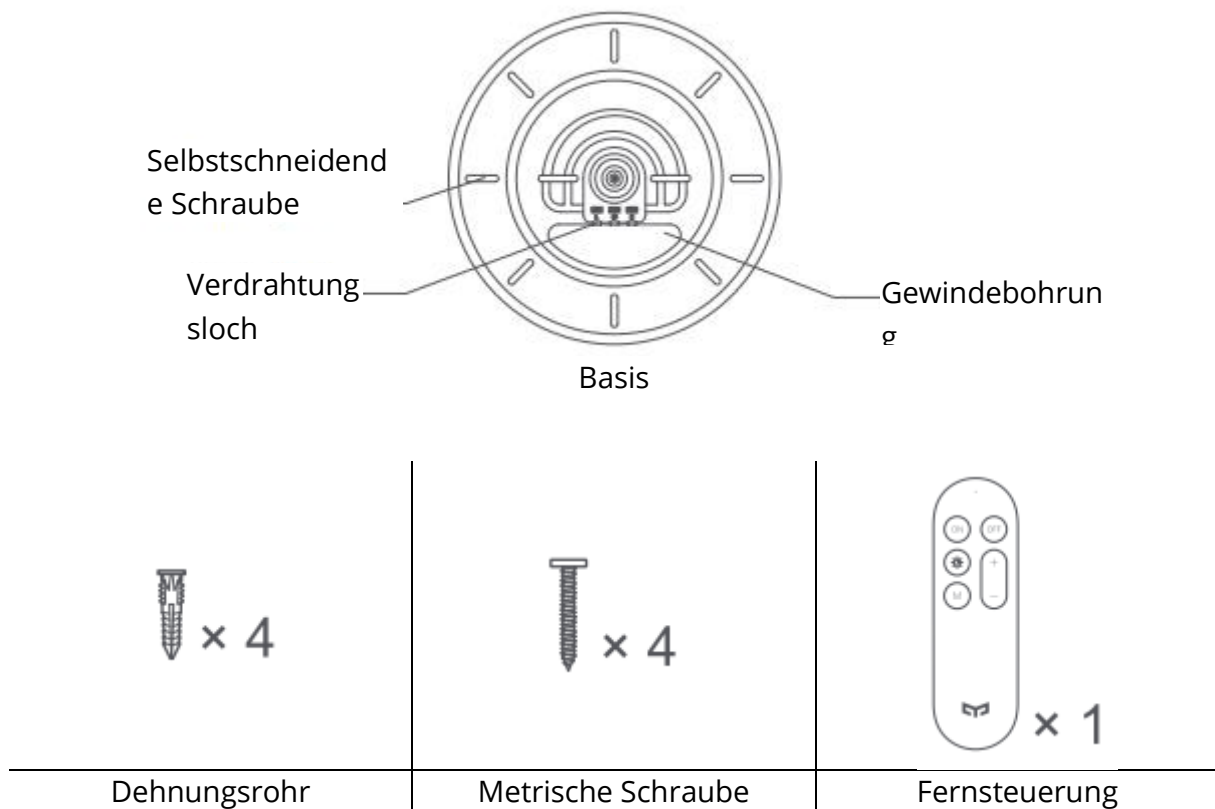 Selbstschneidend
e Schraube
Verdrahtung
sloch
Gewindebohrun
g
Basis
× 4
× 4
ON OFF
+
M
−
× 1
Dehnungsrohr
Metrische Schraube
Fernsteuerung